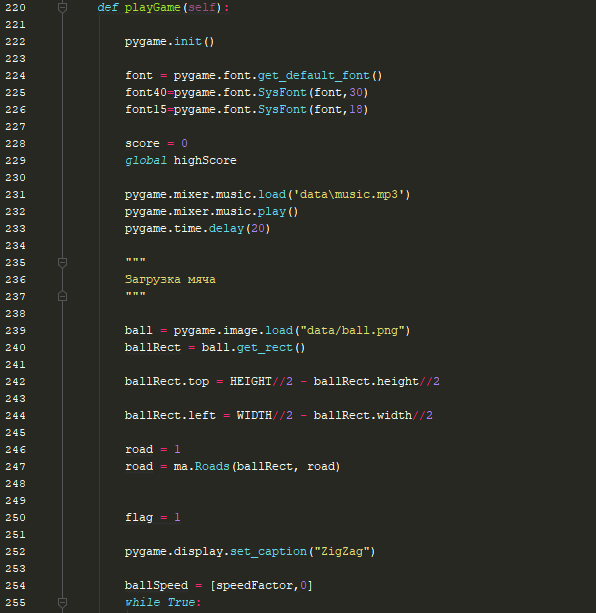 220 def playGame(self):
221
222 pygame.init()
223
224 font = pygame.font.get_default_font()
225 font40=pygame.font.SysFont(font,30)
226 font15=pygame.font.SysFont(font,18)
227
228 score = 0
229 global highScore
230
231 pygame.mixer.music.load('data\music.mp3')
232 pygame.mixer.music.play()
233 pygame.time.delay(20)
234
235 """
236 Загрузка мяча
237 """
238
239 ball = pygame.image.load("data/ball.png")
240 ballRect = ball.get_rect()
241
242 ballRect.top = HEIGHT//2 - ballRect.height//2
243
244 ballRect.left = WIDTH//2 - ballRect.width//2
245
246 road = 1
247 road = ma.Roads(ballRect, road)
248
249
250 flag = 1
251
252 pygame.display.set_caption("ZigZag")
253
254 ballSpeed = [speedFactor,0]
255 while True: